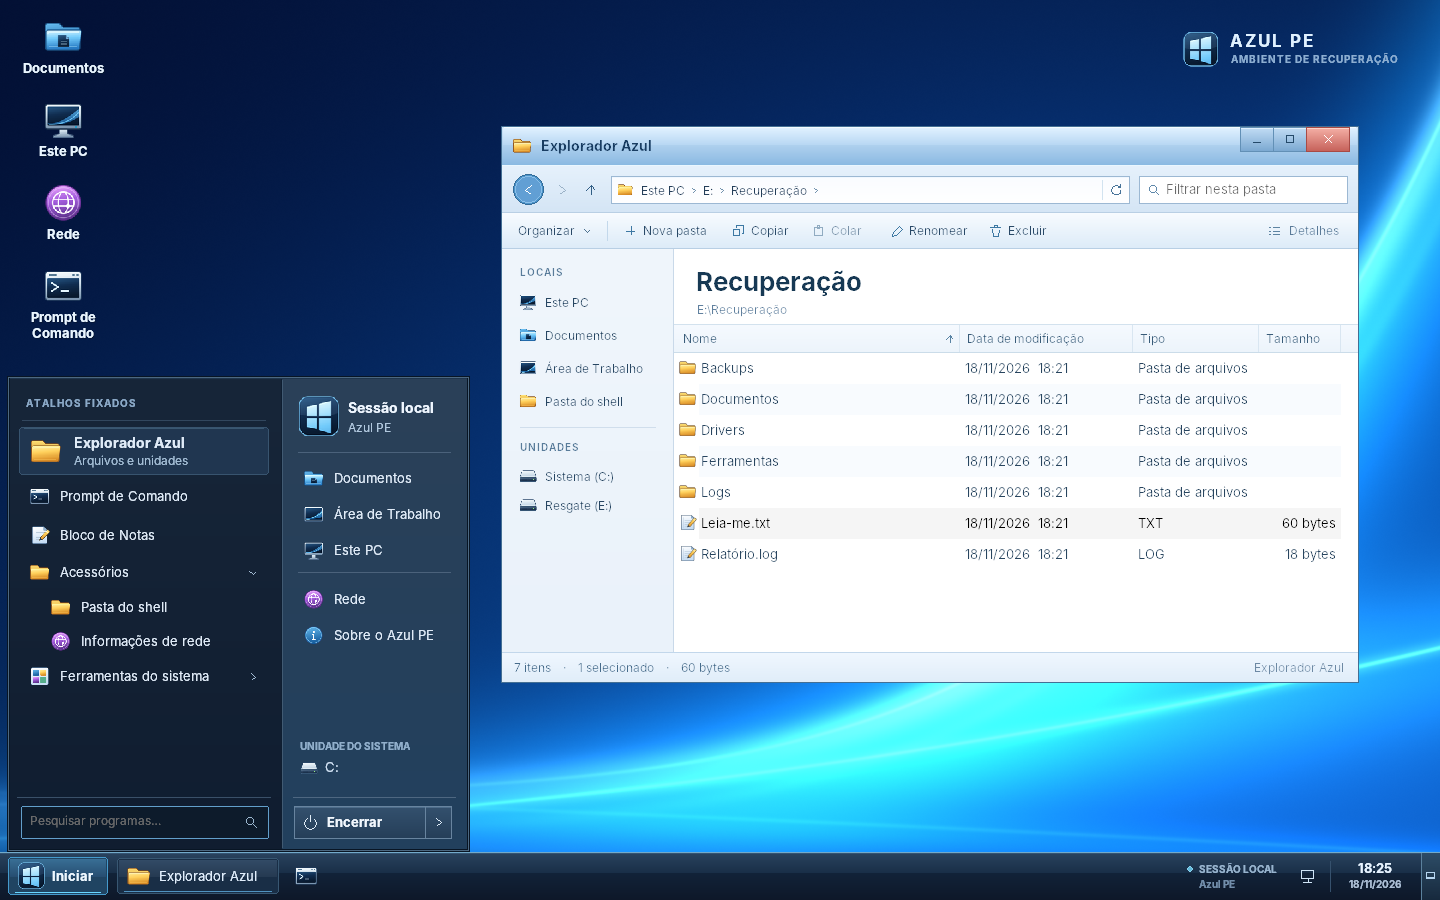 Documentos
Este PC
Rede
Prompt de
Comando
AZUL PE
AMBIENTE DE RECUPERAÇÃO
Explorador Azul
Este PC
E:
Recuperação
Filtrar nesta pasta
Organizar
Nova pasta
Copiar
Colar
Renomear
Excluir
Detalhes
LOCAIS
Este PC
Documentos
Área de Trabalho
Pasta do shell
UNIDADES
Sistema (C:)
Resgate (E:)
Recuperação
E:\Recuperação
Nome Data de modificação Tipo Tamanho
Backups 18/11/2026 18:21 Pasta de arquivos
Documentos 18/11/2026 18:21 Pasta de arquivos
Drivers 18/11/2026 18:21 Pasta de arquivos
Ferramentas 18/11/2026 18:21 Pasta de arquivos
Logs 18/11/2026 18:21 Pasta de arquivos
Leia-me.txt 18/11/2026 18:21 TXT 60 bytes
Relatório.log 18/11/2026 18:21 LOG 18 bytes
7 itens · 1 selecionado · 60 bytes
Explorador Azul
ATALHOS FIXADOS
Explorador Azul
Arquivos e unidades
Prompt de Comando
Bloco de Notas
Acessórios
Pasta do shell
Informações de rede
Ferramentas do sistema
Pesquisar programas...
Sessão local
Azul PE
Documentos
Área de Trabalho
Este PC
Rede
Sobre o Azul PE
UNIDADE DO SISTEMA
C:
Encerrar
Iniciar
Explorador Azul
SESSÃO LOCAL
Azul PE
18:25
18/11/2026